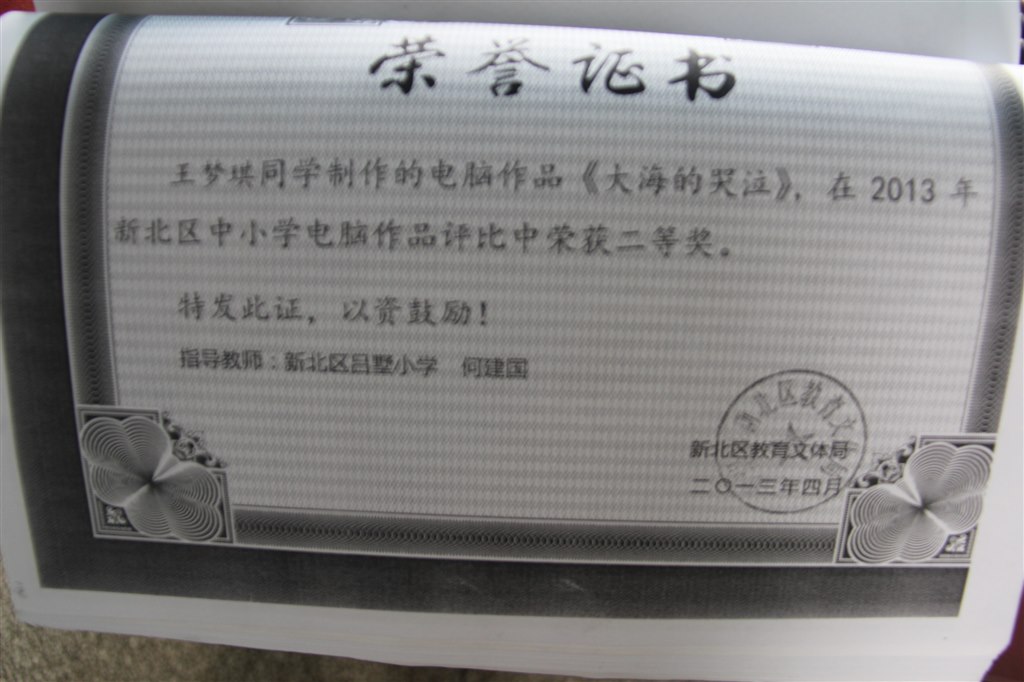 荣誉证书
王梦珙同学制作的电脑作品《大海的哭泣》，在 2013 年
新北区中小学电脑作品评比中荣获二等奖。
特发此证，以资鼓励！
指导教师：新北区吕墅小学　何建国
新北区教育文体局
二〇一三年四月